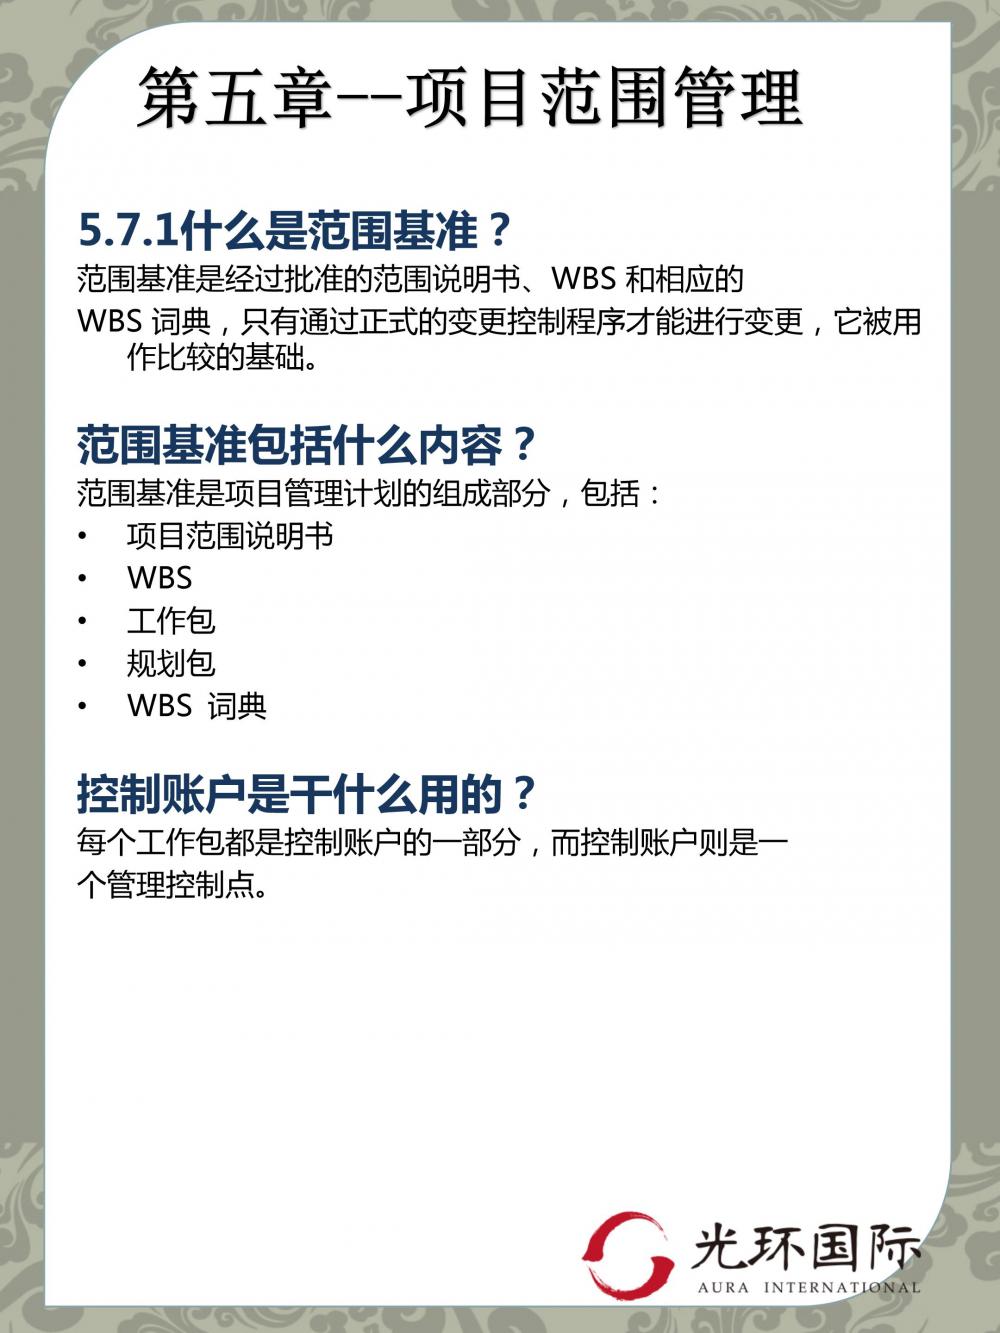 第五章--项目范围管理
5.7.1什么是范围基准？
范围基准是经过批准的范围说明书、WBS 和相应的
WBS 词典，只有通过正式的变更控制程序才能进行变更，它被用
作比较的基础。
范围基准包括什么内容？
范围基准是项目管理计划的组成部分，包括：
• 项目范围说明书
• WBS
• 工作包
• 规划包
• WBS 词典
控制账户是干什么用的？
每个工作包都是控制账户的一部分，而控制账户则是一
个管理控制点。
光环国际
AURA INTERNATIONAL